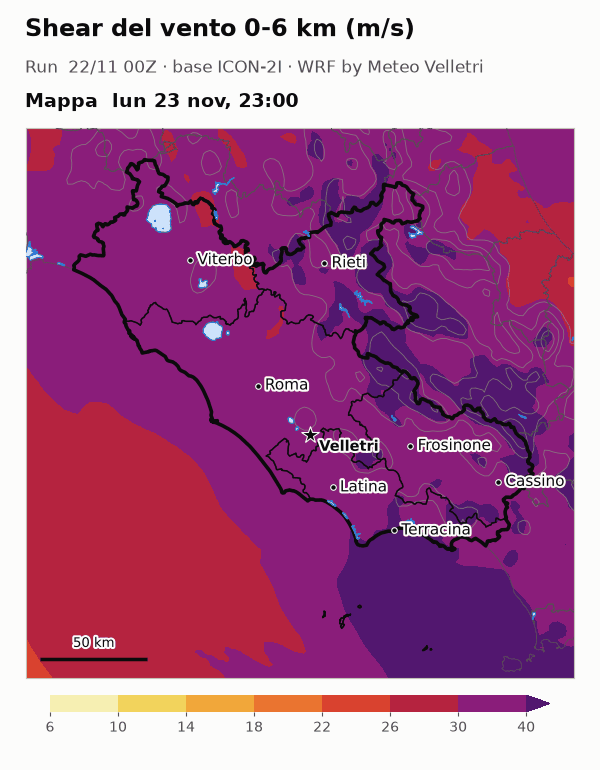 Shear del vento 0-6 km (m/s)
Run  22/11 00Z · base ICON-2I · WRF by Meteo Velletri
Mappa  lun 23 nov, 23:00
Viterbo
Rieti
Roma
Velletri
Frosinone
Cassino
Latina
Terracina
50 km
6 10 14 18 22 26 30 40